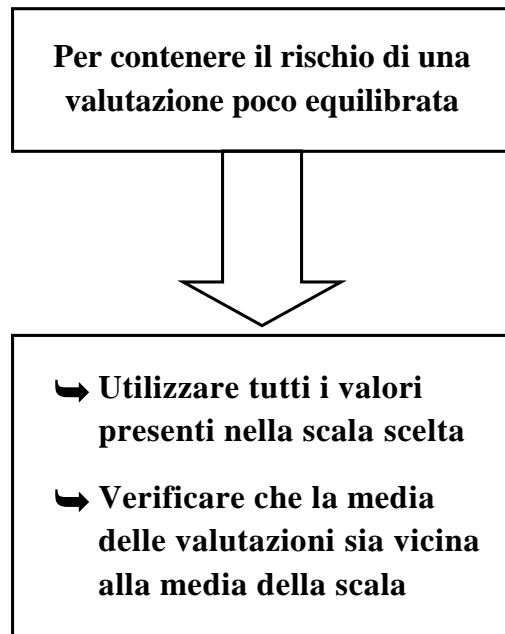 Per contenere il rischio di una
valutazione poco equilibrata
➥ Utilizzare tutti i valori
presenti nella scala scelta
➥ Verificare che la media
delle valutazioni sia vicina
alla media della scala